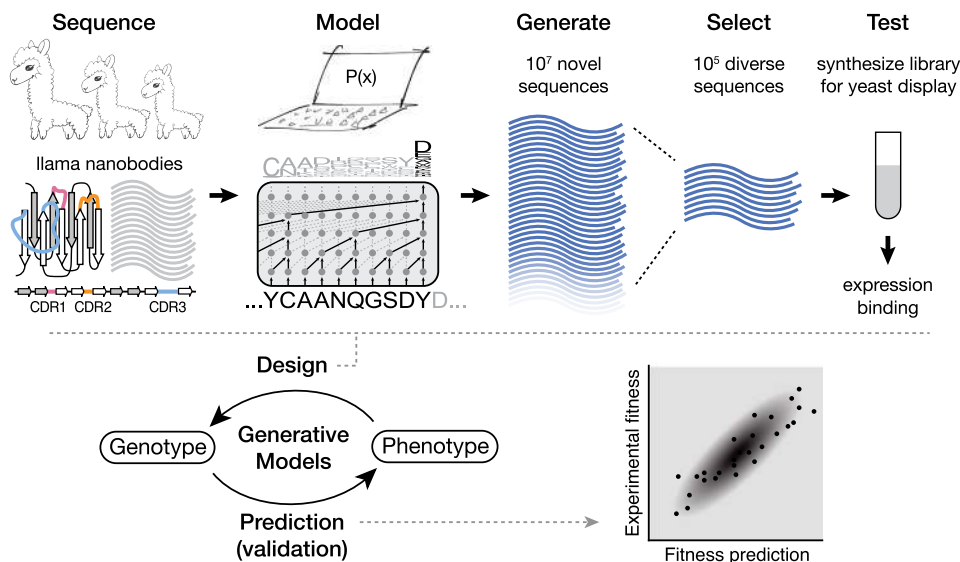 Sequence
Model
Generate
Select
Test
P(x)
10⁷ novel
sequences
10⁵ diverse
sequences
synthesize library
for yeast display
llama nanobodies
CDR1
CDR2
CDR3
...YCAANQGSDYD...
expression
binding
Design
Genotype
Generative
Models
Phenotype
Prediction
(validation)
Experimental fitness
Fitness prediction